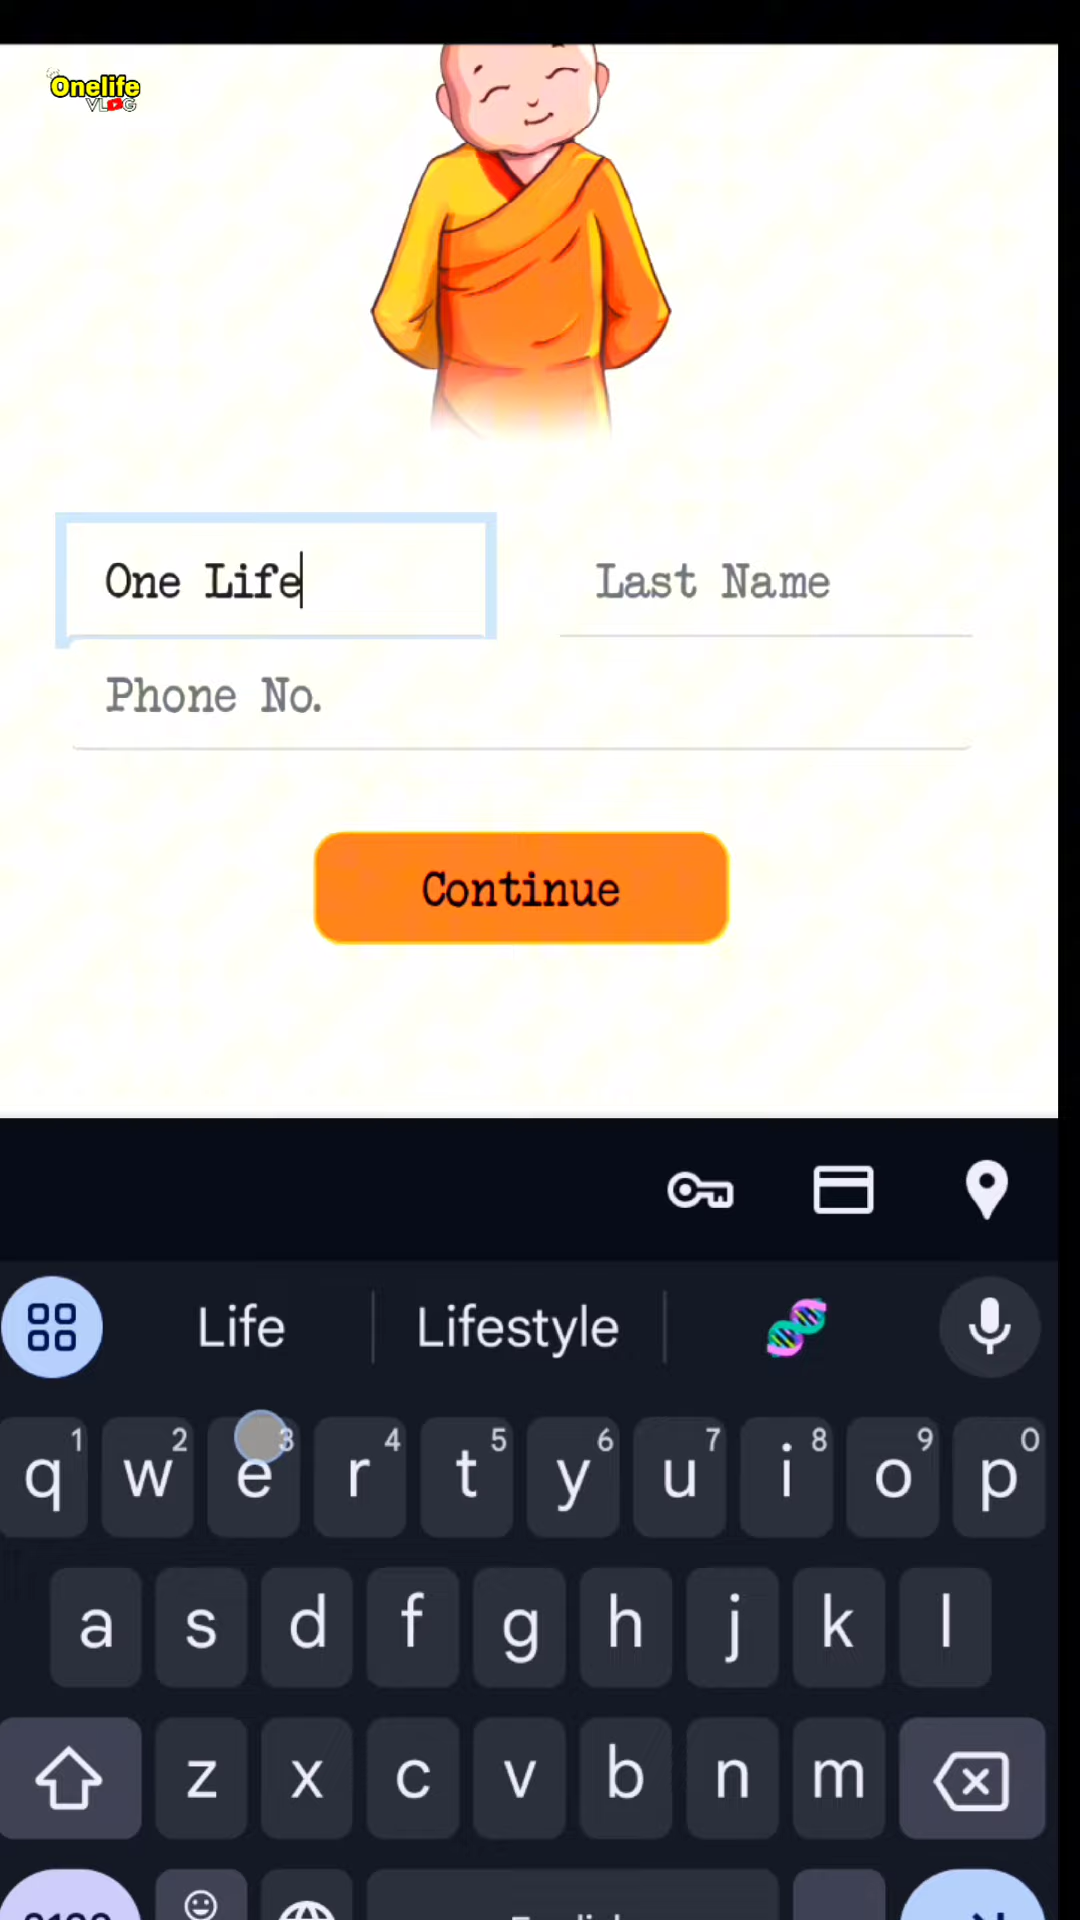 Onelife
VLOG
One Life
Last Name
Phone No.
Continue
Life
Lifestyle
q 1 w 2 e 3 r 4 t 5 y 6 u 7 i 8 o 9 p 0
a s d f g h j k l
z x c v b n m